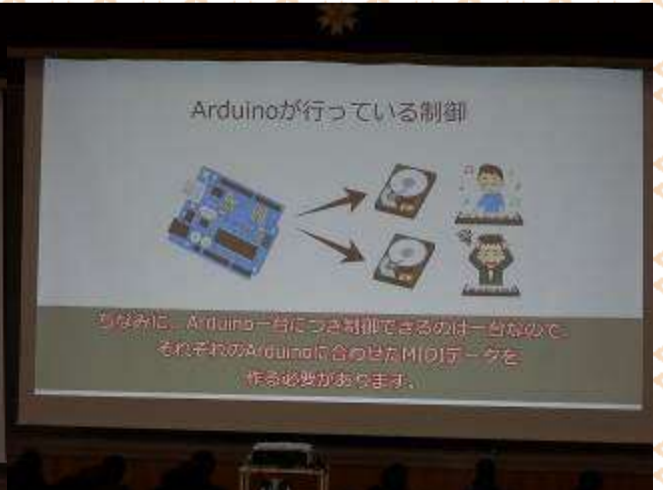 Arduinoが行っている制御
ちなみに、Arduino一台につき制御できるのは一台なので、
それぞれのArduinoに合わせたMIDIデータを
作る必要があります。